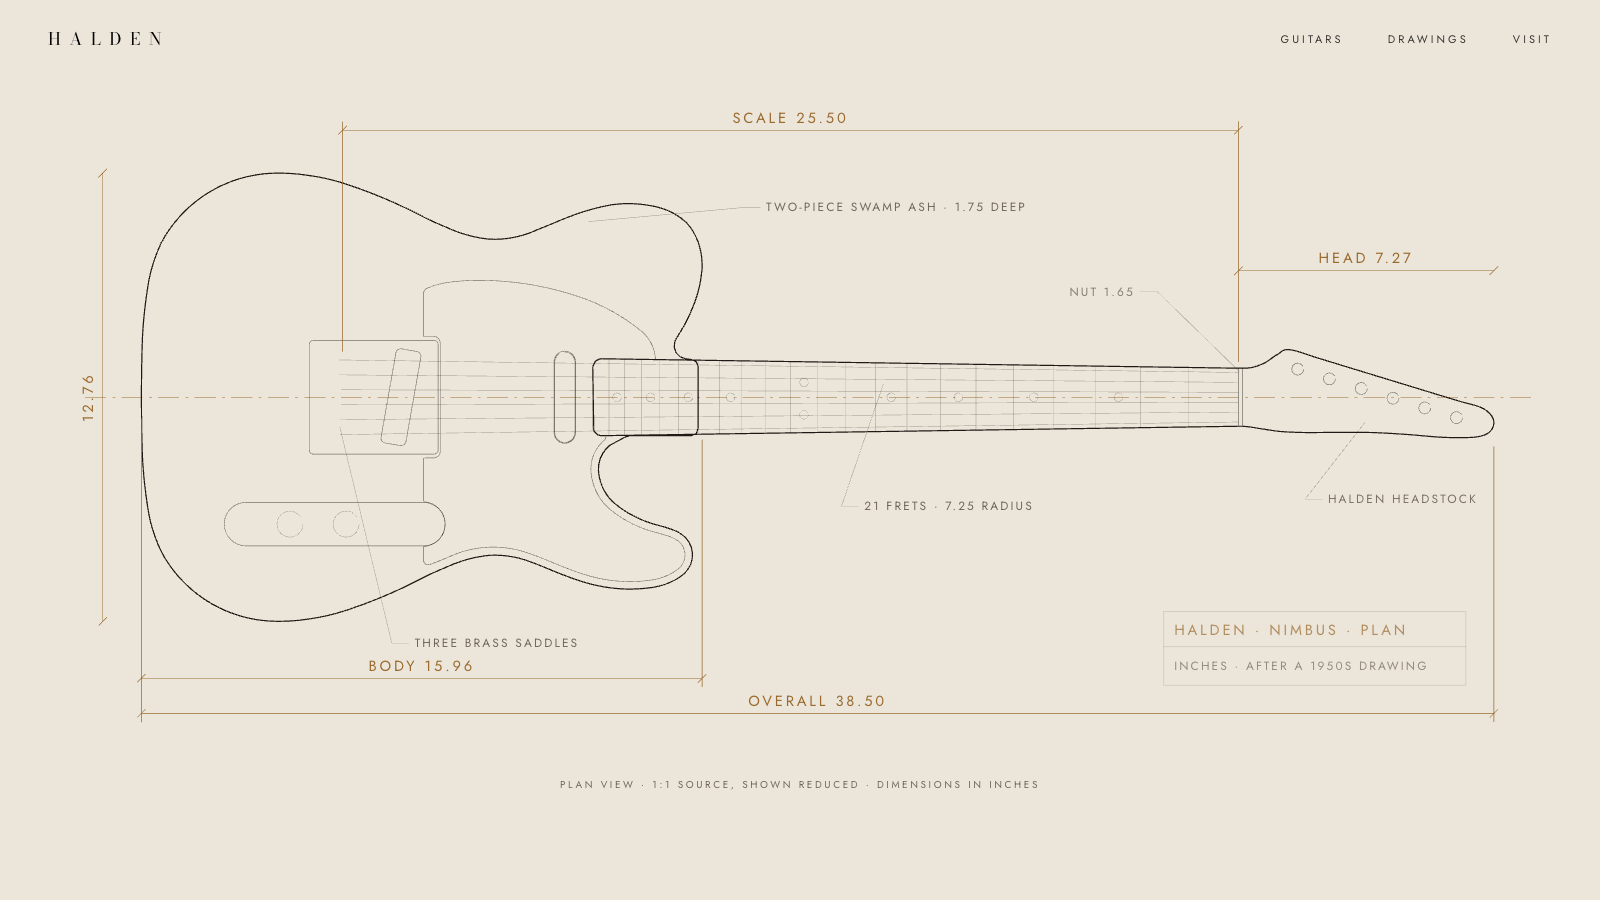 HALDEN
GUITARS
DRAWINGS
VISIT
SCALE 25.50
TWO-PIECE SWAMP ASH · 1.75 DEEP
HEAD 7.27
NUT 1.65
12.76
21 FRETS · 7.25 RADIUS
HALDEN HEADSTOCK
THREE BRASS SADDLES
BODY 15.96
HALDEN · NIMBUS · PLAN
INCHES · AFTER A 1950S DRAWING
OVERALL 38.50
PLAN VIEW · 1:1 SOURCE, SHOWN REDUCED · DIMENSIONS IN INCHES